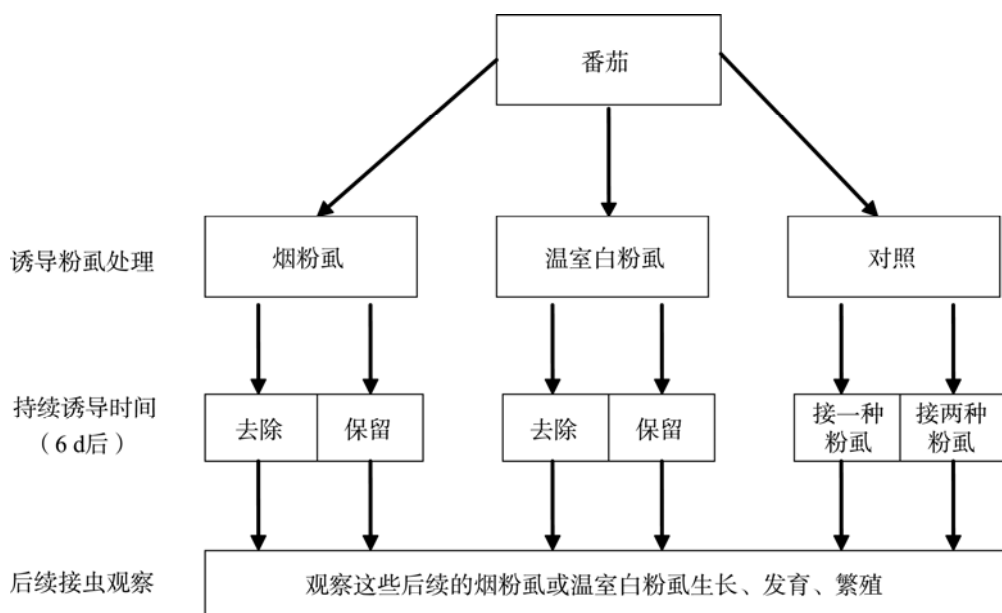 番茄
诱导粉虱处理
烟粉虱
温室白粉虱
对照
持续诱导时间
（6 d后）
去除
保留
去除
保留
接一种
粉虱
接两种
粉虱
后续接虫观察
观察这些后续的烟粉虱或温室白粉虱生长、发育、繁殖